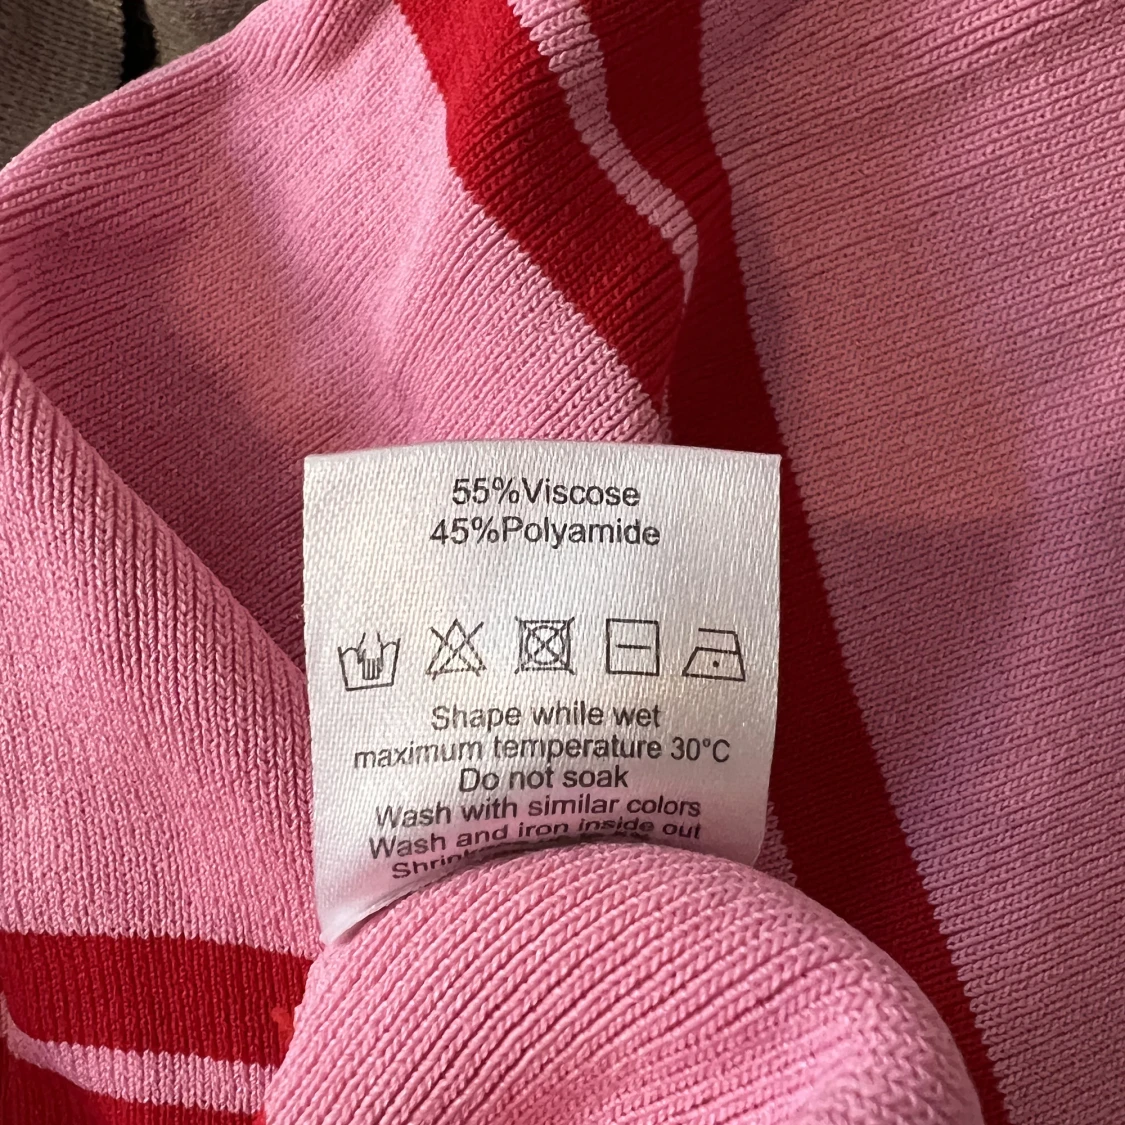 55%Viscose
45%Polyamide
Shape while wet
maximum temperature 30°C
Do not soak
Wash with similar colors
Wash and iron inside out